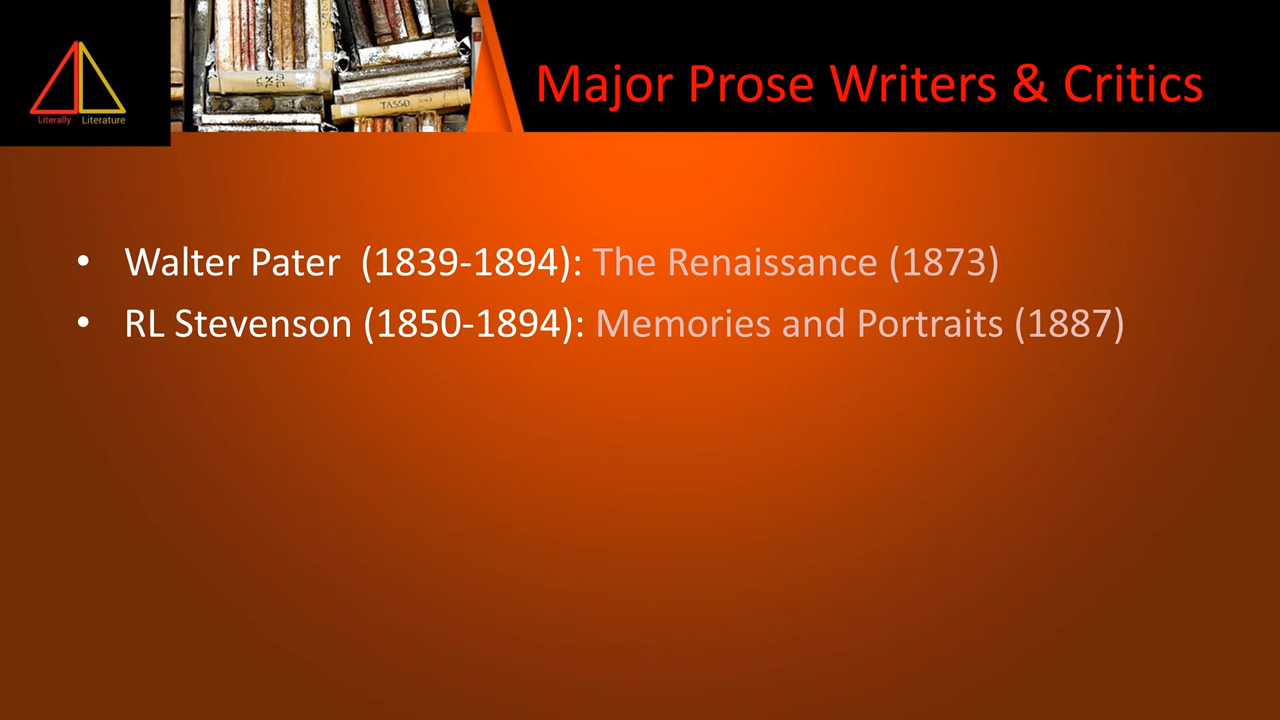 Literally Literature
TASSO
Major Prose Writers & Critics
• Walter Pater (1839-1894): The Renaissance (1873)
• RL Stevenson (1850-1894): Memories and Portraits (1887)